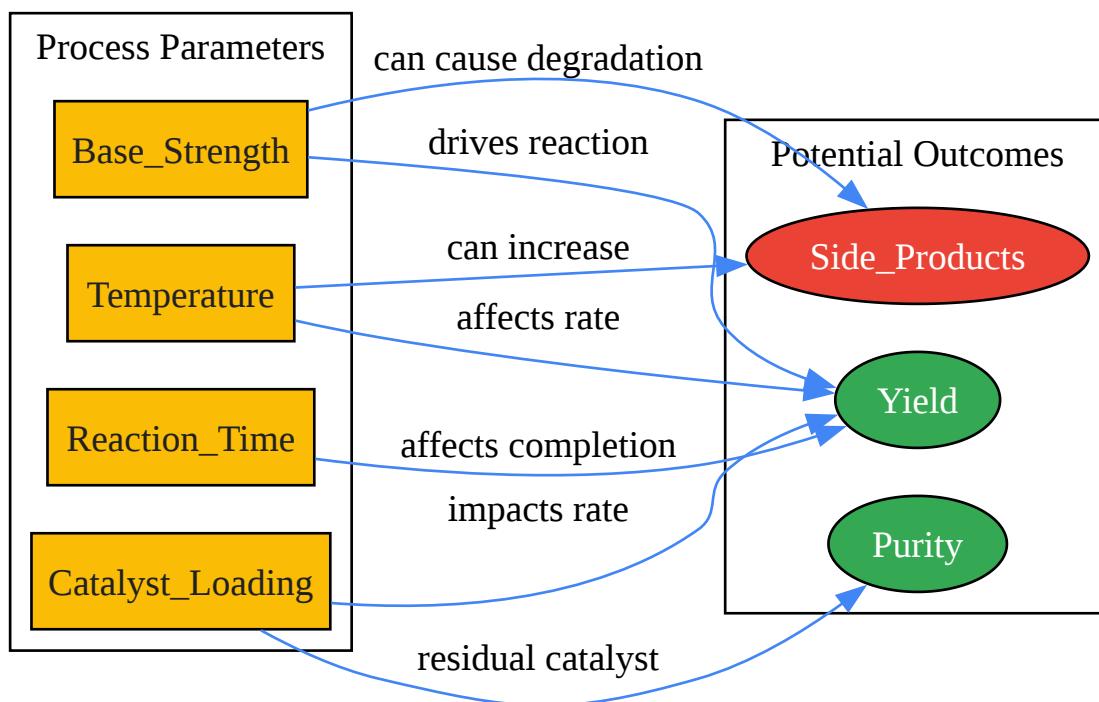 Process Parameters
can cause degradation
Base_Strength
drives reaction
Potential Outcomes
can increase
Side_Products
Temperature
affects rate
Yield
Reaction_Time
affects completion
impacts rate
Purity
Catalyst_Loading
residual catalyst